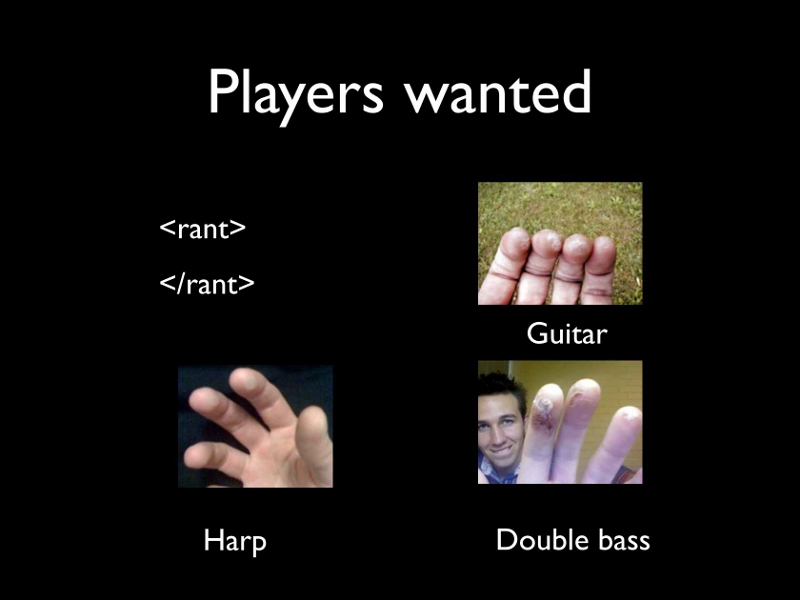 Players wanted
<rant>
</rant>
Guitar
Harp
Double bass